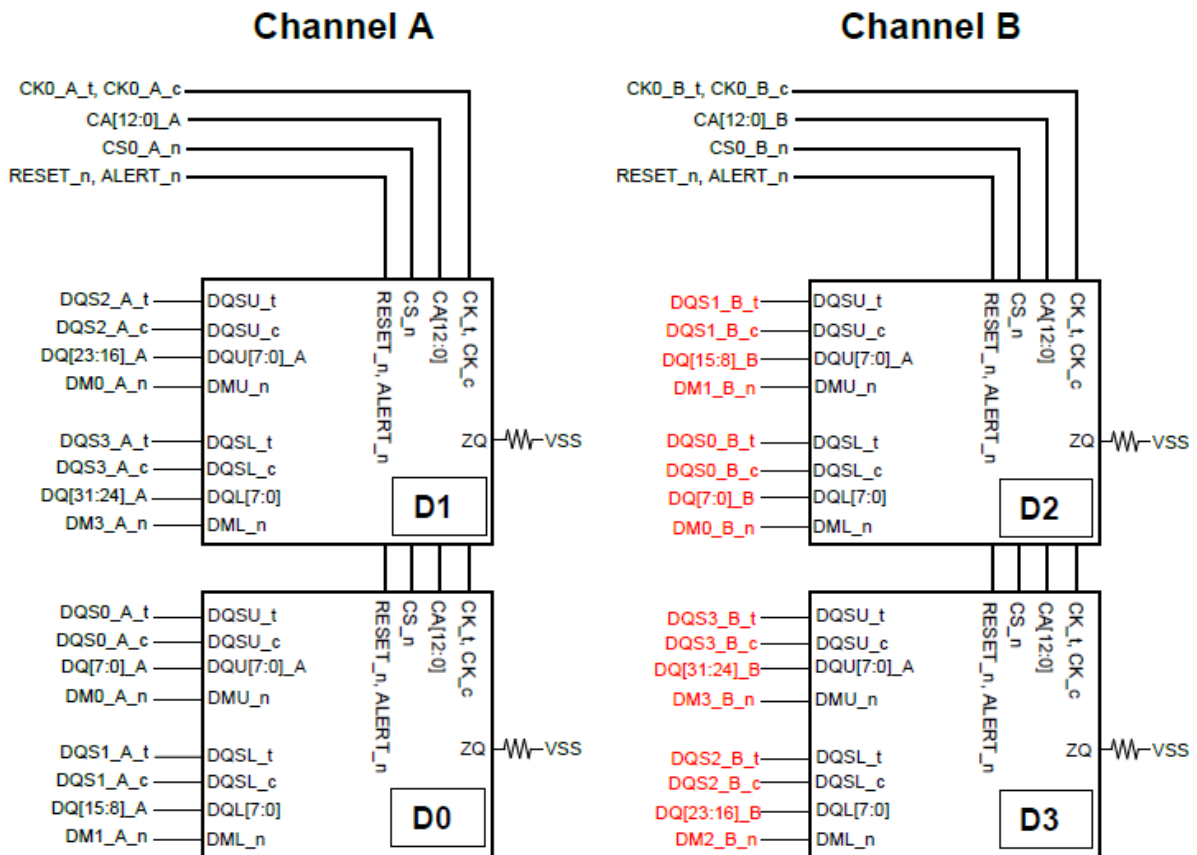 Channel A
CK0_A_t, CK0_A_c
CA[12:0]_A
CS0_A_n
RESET_n, ALERT_n
DQS2_A_t
DQS2_A_c
DQ[23:16]_A
DM0_A_n
DQS3_A_t
DQS3_A_c
DQ[31:24]_A
DM3_A_n
DQSU_t
DQSU_c
DQU[7:0]_A
DMU_n
DQSL_t
DQSL_c
DQL[7:0]
DML_n
RESET_n, ALERT_n
CS_n
CA[12:0]
CK_t, CK_c
ZQ
VSS
D1
DQS0_A_t
DQS0_A_c
DQ[7:0]_A
DM0_A_n
DQS1_A_t
DQS1_A_c
DQ[15:8]_A
DM1_A_n
DQSU_t
DQSU_c
DQU[7:0]_A
DMU_n
DQSL_t
DQSL_c
DQL[7:0]
DML_n
RESET_n, ALERT_n
CS_n
CA[12:0]
CK_t, CK_c
ZQ
VSS
D0
Channel B
CK0_B_t, CK0_B_c
CA[12:0]_B
CS0_B_n
RESET_n, ALERT_n
DQS1_B_t
DQS1_B_c
DQ[15:8]_B
DM1_B_n
DQS0_B_t
DQS0_B_c
DQ[7:0]_B
DM0_B_n
DQSU_t
DQSU_c
DQU[7:0]_A
DMU_n
DQSL_t
DQSL_c
DQL[7:0]
DML_n
RESET_n, ALERT_n
CS_n
CA[12:0]
CK_t, CK_c
ZQ
VSS
D2
DQS3_B_t
DQS3_B_c
DQ[31:24]_B
DM3_B_n
DQS2_B_t
DQS2_B_c
DQ[23:16]_B
DM2_B_n
DQSU_t
DQSU_c
DQU[7:0]_A
DMU_n
DQSL_t
DQSL_c
DQL[7:0]
DML_n
RESET_n, ALERT_n
CS_n
CA[12:0]
CK_t, CK_c
ZQ
VSS
D3